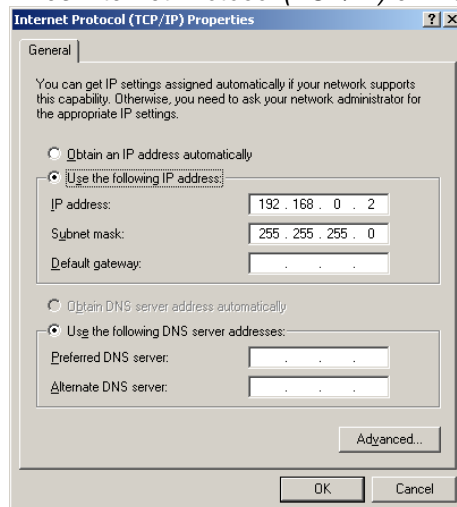 Internet Protocol (TCP/IP) Properties
General
You can get IP settings assigned automatically if your network supports
this capability. Otherwise, you need to ask your network administrator for
the appropriate IP settings.
Obtain an IP address automatically
Use the following IP address:
IP address: 192 . 168 . 0 . 2
Subnet mask: 255 . 255 . 255 . 0
Default gateway: . . .
Obtain DNS server address automatically
Use the following DNS server addresses:
Preferred DNS server: . . .
Alternate DNS server: . . .
Advanced...
OK Cancel